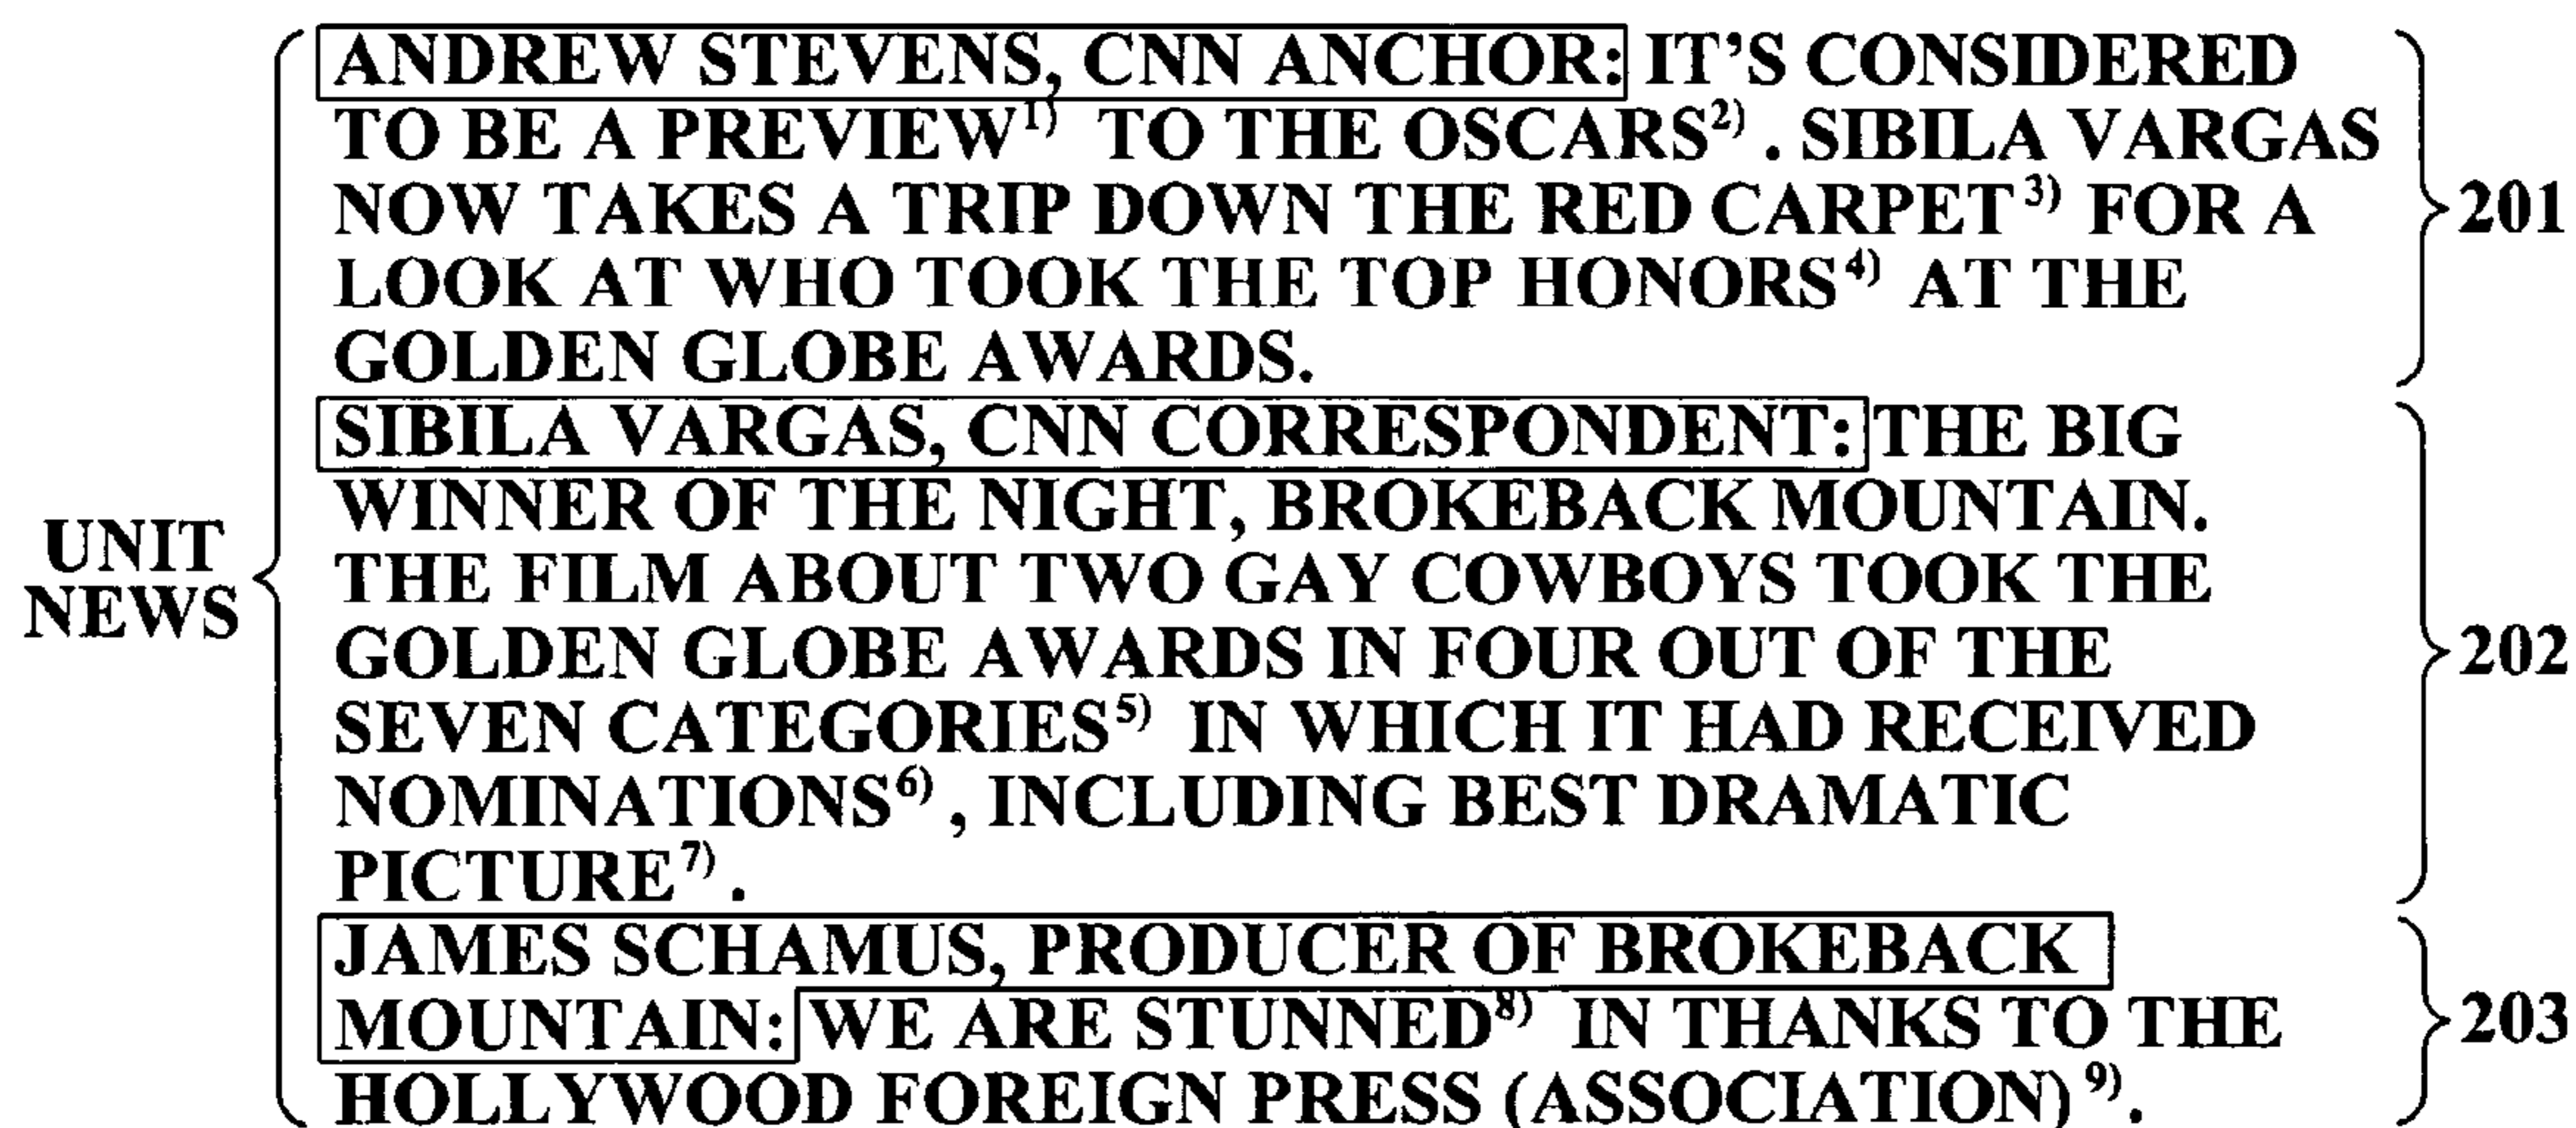 ANDREW STEVENS, CNN ANCHOR: IT'S CONSIDERED
TO BE A PREVIEW1) TO THE OSCARS2). SIBILA VARGAS
NOW TAKES A TRIP DOWN THE RED CARPET3) FOR A
LOOK AT WHO TOOK THE TOP HONORS4) AT THE
GOLDEN GLOBE AWARDS.
201
SIBILA VARGAS, CNN CORRESPONDENT: THE BIG
WINNER OF THE NIGHT, BROKEBACK MOUNTAIN.
THE FILM ABOUT TWO GAY COWBOYS TOOK THE
GOLDEN GLOBE AWARDS IN FOUR OUT OF THE
SEVEN CATEGORIES5) IN WHICH IT HAD RECEIVED
NOMINATIONS6), INCLUDING BEST DRAMATIC
PICTURE7).
202
UNIT
NEWS
JAMES SCHAMUS, PRODUCER OF BROKEBACK
MOUNTAIN: WE ARE STUNNED8) IN THANKS TO THE
HOLLYWOOD FOREIGN PRESS (ASSOCIATION)9).
203